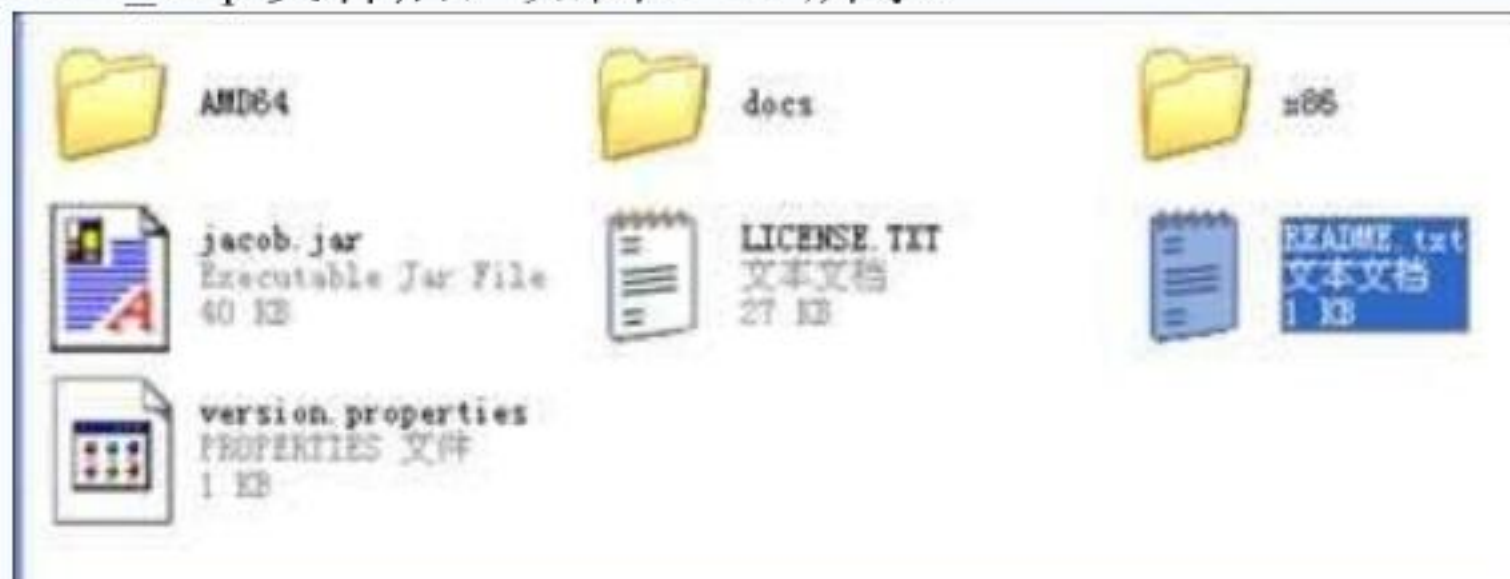 AMD64
docs
x86
jacob.jar
Executable Jar File
40 KB
LICENSE.TXT
文本文档
27 KB
README.txt
文本文档
1 KB
version.properties
PROPERTIES 文件
1 KB